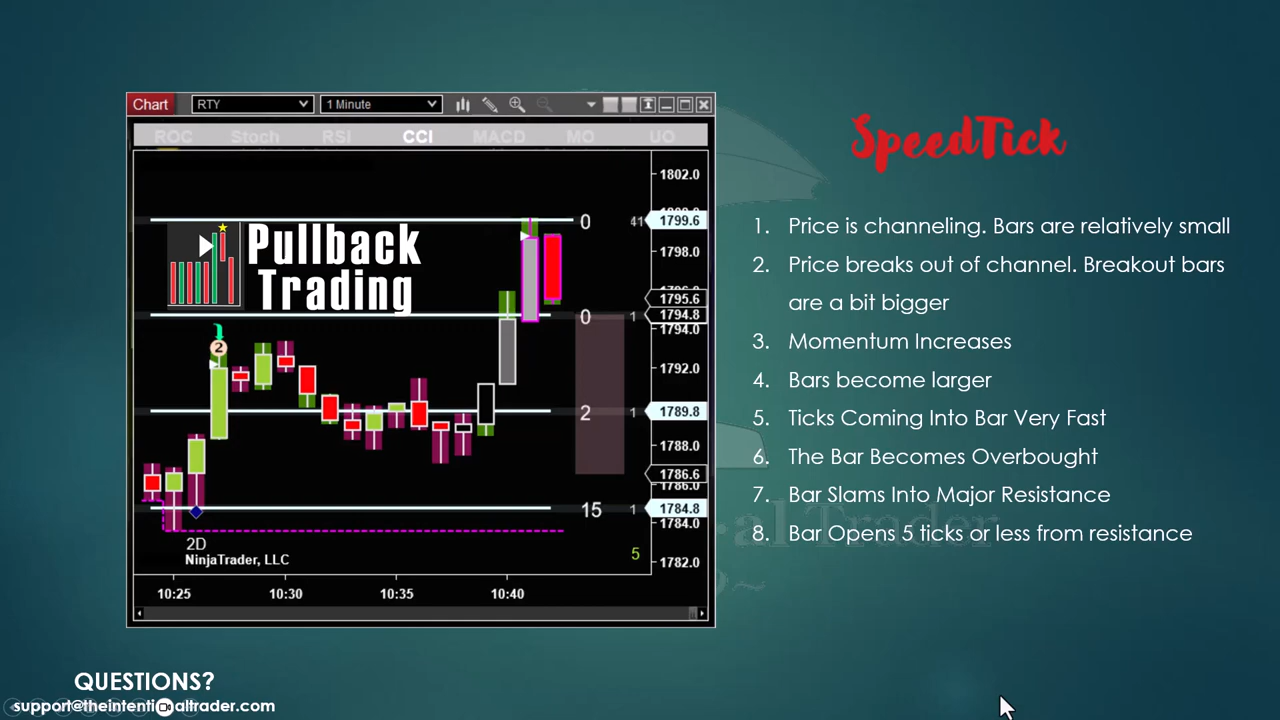 Chart
RTY
1 Minute
ROC Stoch RSI CCI MACD MO UO
Pullback
Trading
2
0
0
2
15
41
1
1
1
5
1802.0
1799.6
1798.0
1795.6
1794.8
1794.0
1792.0
1789.8
1788.0
1786.6
1786.0
1784.8
1784.0
1782.0
2D
NinjaTrader, LLC
10:25 10:30 10:35 10:40
SpeedTick
1. Price is channeling. Bars are relatively small
2. Price breaks out of channel. Breakout bars
are a bit bigger
3. Momentum Increases
4. Bars become larger
5. Ticks Coming Into Bar Very Fast
6. The Bar Becomes Overbought
7. Bar Slams Into Major Resistance
8. Bar Opens 5 ticks or less from resistance
QUESTIONS?
support@theintentionaltrader.com